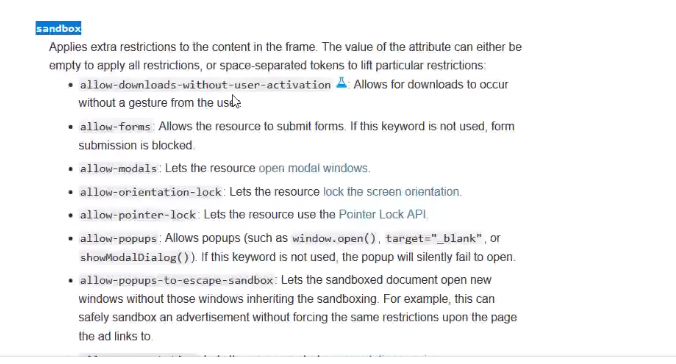 sandbox
Applies extra restrictions to the content in the frame. The value of the attribute can either be
empty to apply all restrictions, or space-separated tokens to lift particular restrictions:
• allow-downloads-without-user-activation : Allows for downloads to occur
without a gesture from the user.
• allow-forms: Allows the resource to submit forms. If this keyword is not used, form
submission is blocked.
• allow-modals: Lets the resource open modal windows.
• allow-orientation-lock: Lets the resource lock the screen orientation.
• allow-pointer-lock: Lets the resource use the Pointer Lock API.
• allow-popups: Allows popups (such as window.open(), target="_blank", or
showModalDialog()). If this keyword is not used, the popup will silently fail to open.
• allow-popups-to-escape-sandbox: Lets the sandboxed document open new
windows without those windows inheriting the sandboxing. For example, this can
safely sandbox an advertisement without forcing the same restrictions upon the page
the ad links to.